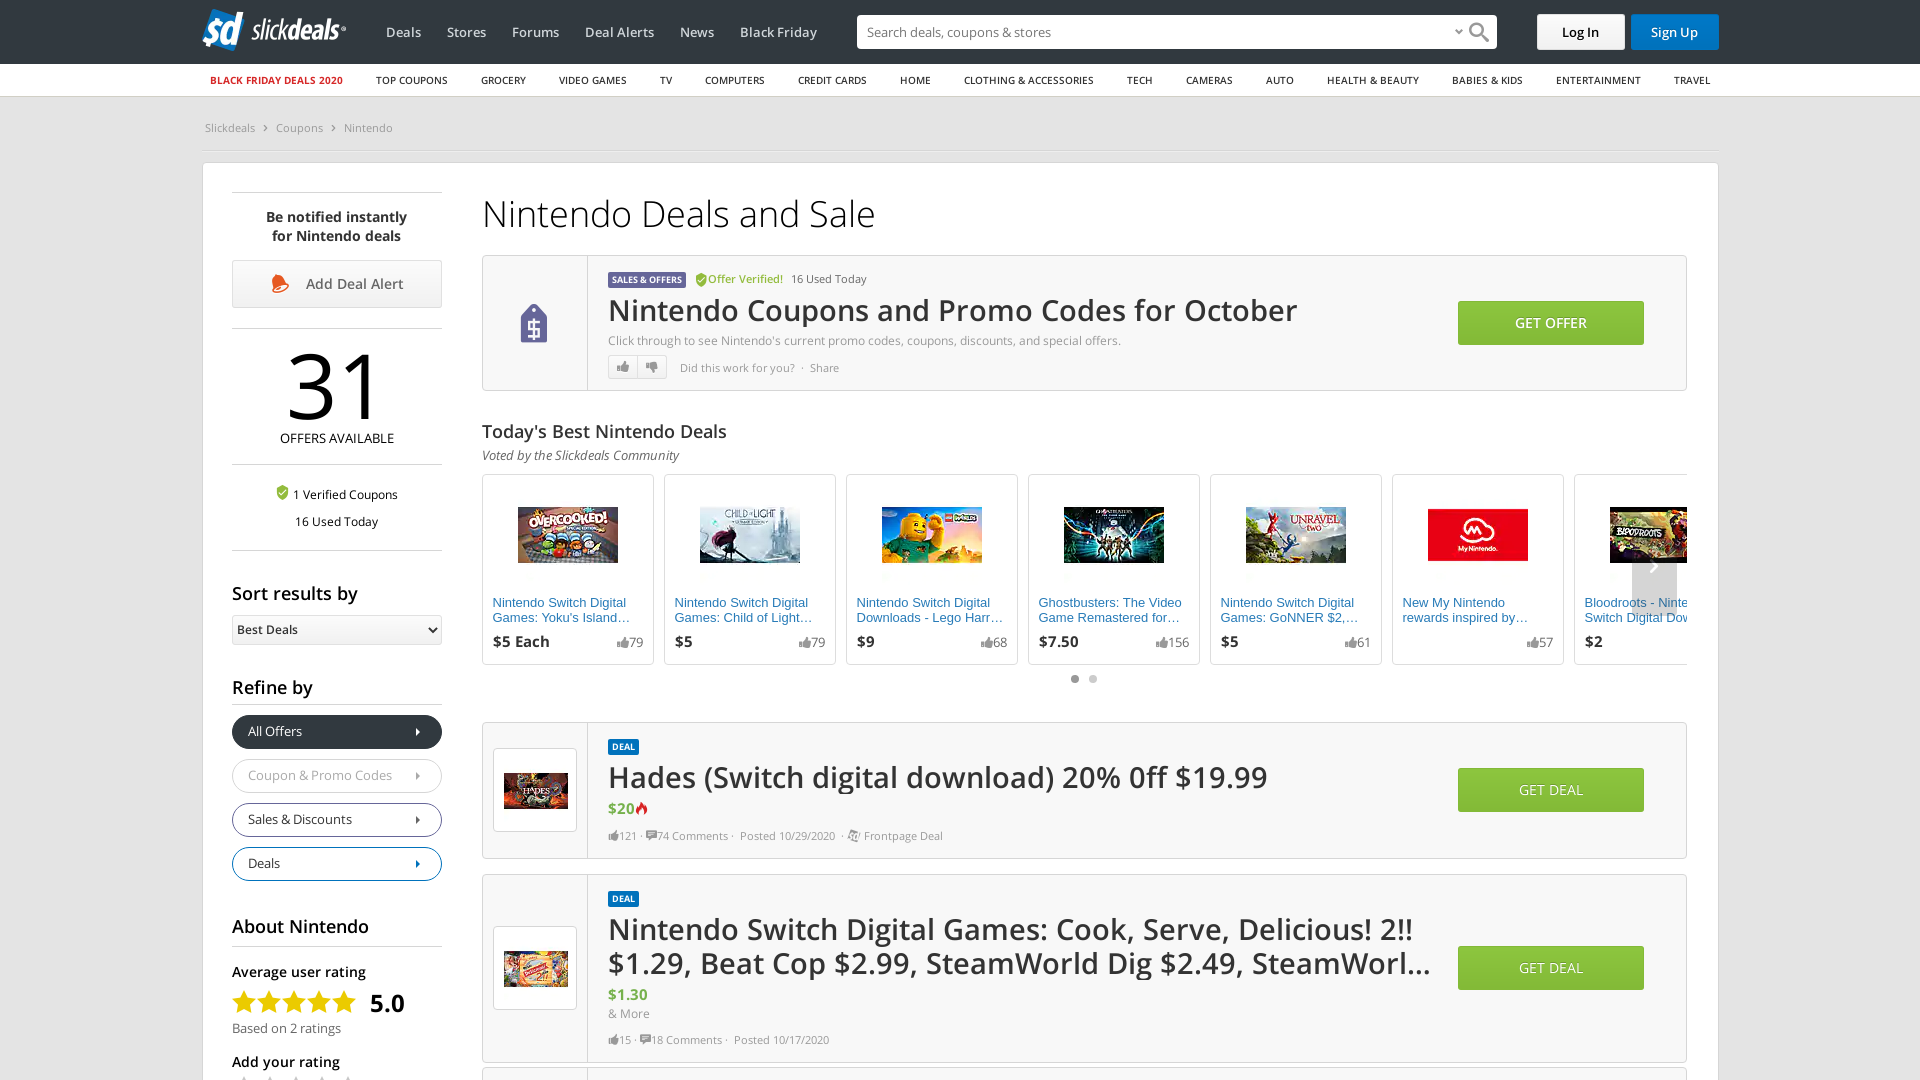 sd slickdeals
Deals Stores Forums Deal Alerts News Black Friday
Search deals, coupons & stores
Log In Sign Up
BLACK FRIDAY DEALS 2020 TOP COUPONS GROCERY VIDEO GAMES TV COMPUTERS CREDIT CARDS HOME CLOTHING & ACCESSORIES TECH CAMERAS AUTO HEALTH & BEAUTY BABIES & KIDS ENTERTAINMENT TRAVEL
Slickdeals Coupons Nintendo
Be notified instantly
for Nintendo deals
Add Deal Alert
31
OFFERS AVAILABLE
1 Verified Coupons
16 Used Today
Sort results by
Best Deals
Refine by
All Offers
Coupon & Promo Codes
Sales & Discounts
Deals
About Nintendo
Average user rating
5.0
Based on 2 ratings
Add your rating
Nintendo Deals and Sale
SALES & OFFERS Offer Verified! 16 Used Today
Nintendo Coupons and Promo Codes for October
Click through to see Nintendo's current promo codes, coupons, discounts, and special offers.
Did this work for you? · Share
GET OFFER
Today's Best Nintendo Deals
Voted by the Slickdeals Community
OVERCOOKED!
Nintendo Switch Digital
Games: Yoku's Island…
$5 Each 79
CHILD of LIGHT
Nintendo Switch Digital
Games: Child of Light…
$5 79
Nintendo Switch Digital
Downloads - Lego Harr…
$9 68
Ghostbusters: The Video
Game Remastered for…
$7.50 156
UNRAVEL
two
Nintendo Switch Digital
Games: GoNNER $2,…
$5 61
My Nintendo
New My Nintendo
rewards inspired by…
57
BLOODROOTS
Bloodroots - Ninte
Switch Digital Dow
$2
HADES
DEAL
Hades (Switch digital download) 20% 0ff $19.99
$20
121 · 74 Comments · Posted 10/29/2020 · Frontpage Deal
GET DEAL
DEAL
Nintendo Switch Digital Games: Cook, Serve, Delicious! 2!!
$1.29, Beat Cop $2.99, SteamWorld Dig $2.49, SteamWorl...
$1.30
& More
15 · 18 Comments · Posted 10/17/2020
GET DEAL